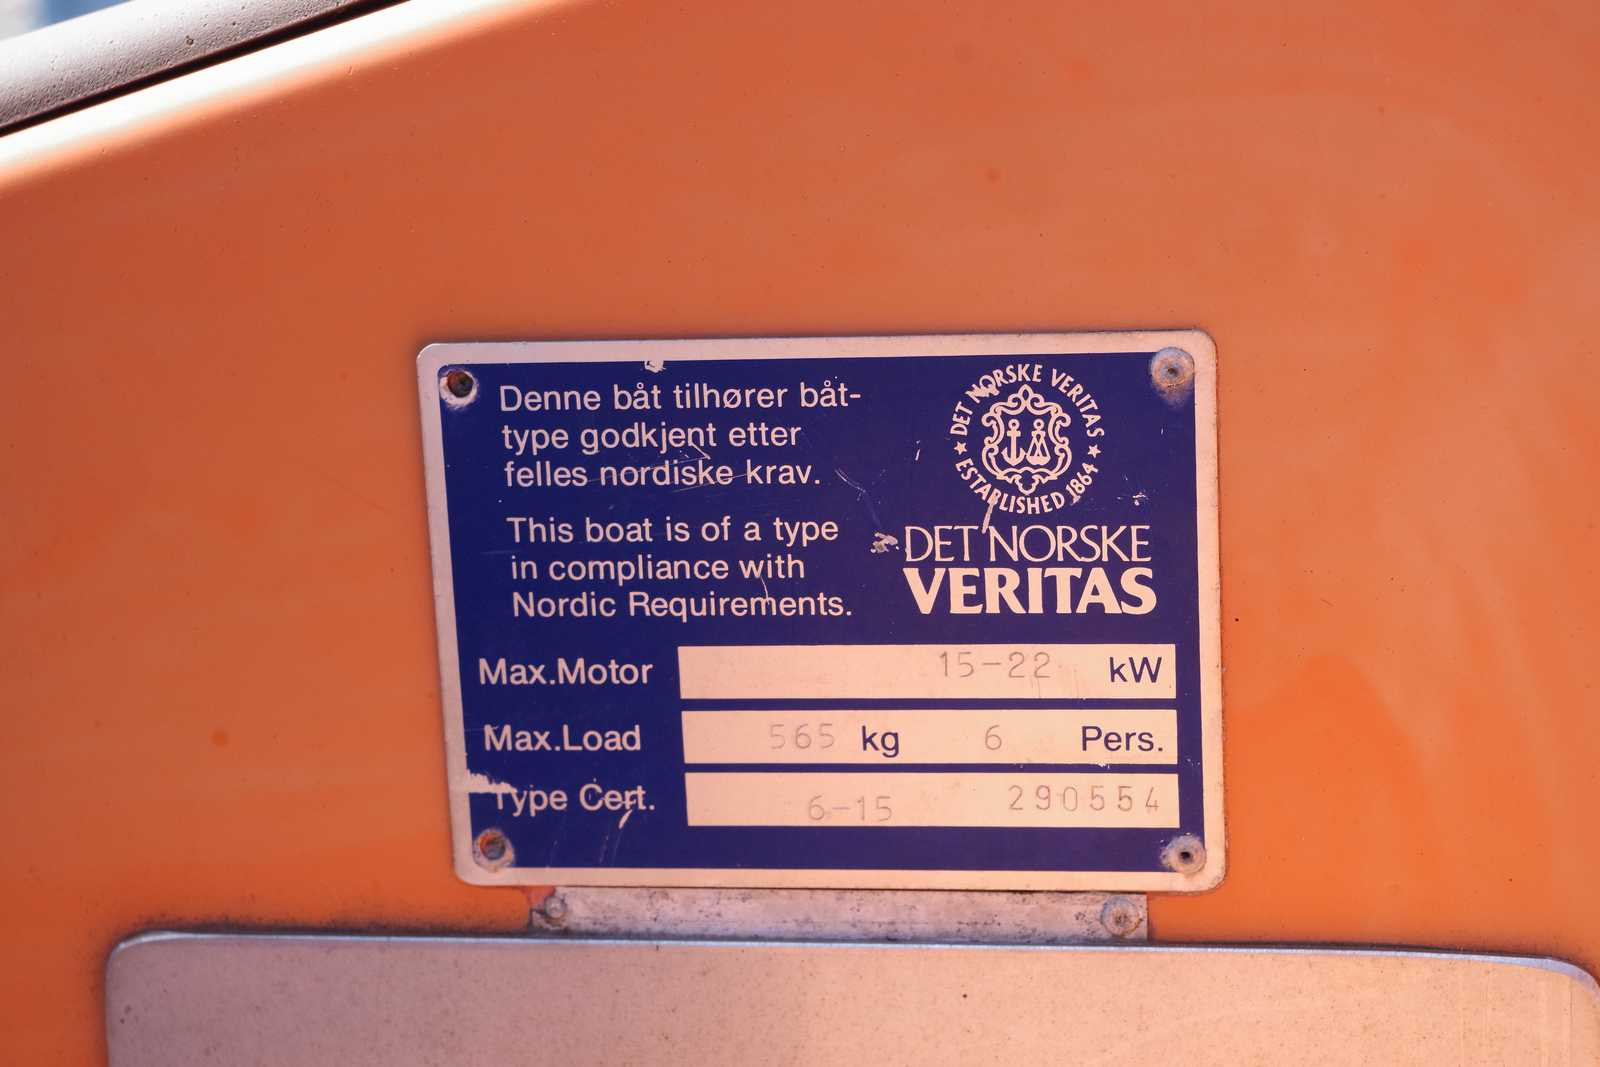 Denne båt tilhører båt-
type godkjent etter
felles nordiske krav.
This boat is of a type
in compliance with
Nordic Requirements.
DET NORSKE VERITAS
★ ESTABLISHED 1864 ★
DET NORSKE
VERITAS
Max.Motor 15-22 kW
Max.Load 565 kg 6 Pers.
Type Cert. 6-15 290554